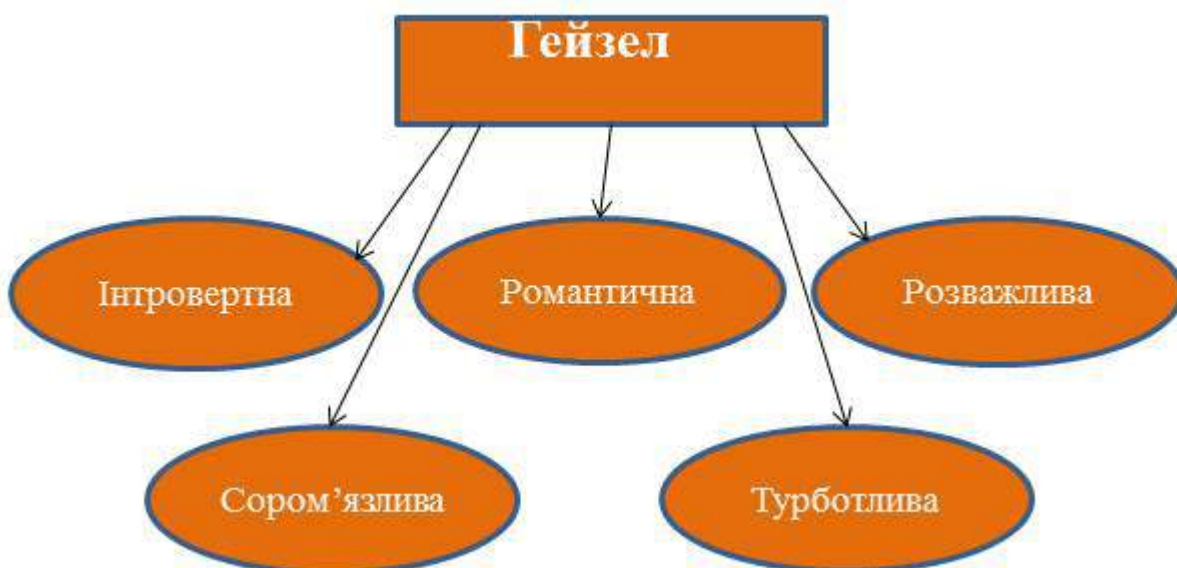 Гейзел
Інтровертна
Романтична
Розважлива
Сором’язлива
Турботлива